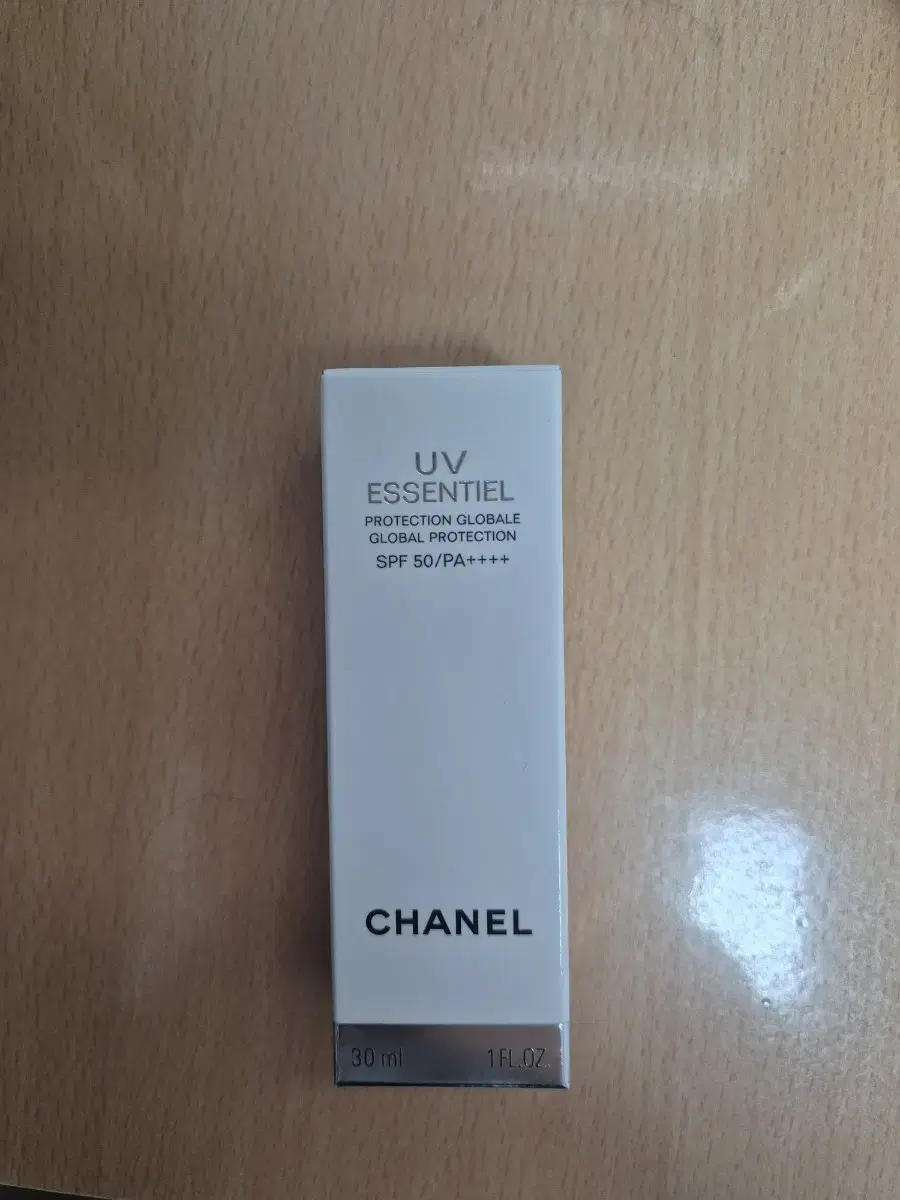 UV
ESSENTIEL
PROTECTION GLOBALE
GLOBAL PROTECTION
SPF 50/PA++++
CHANEL
30 ml 1 FL.OZ.